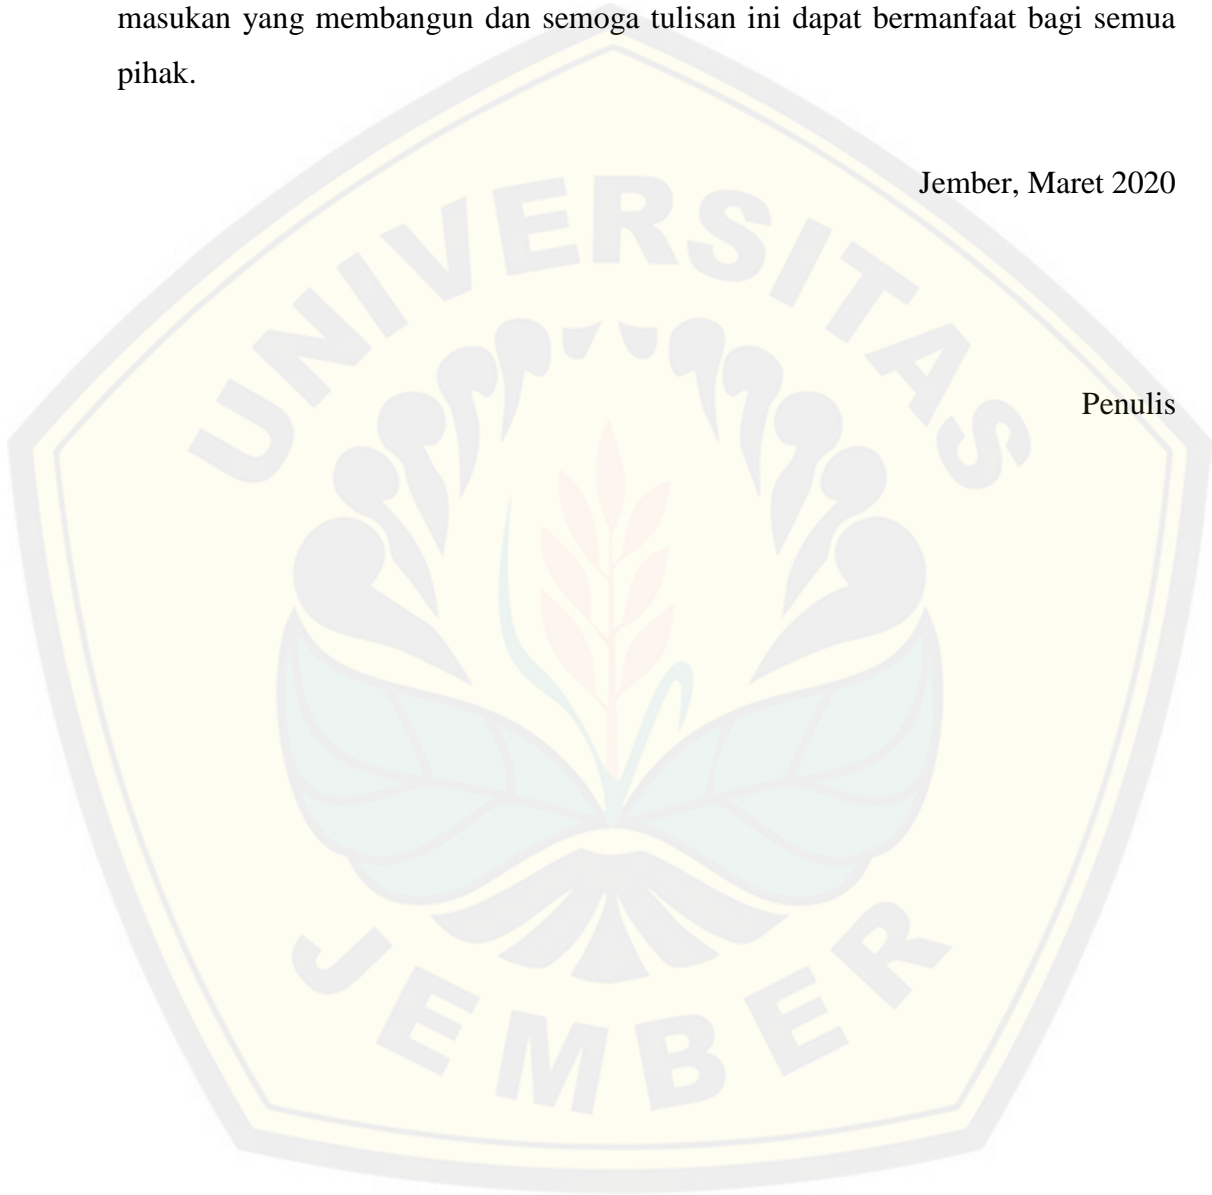 masukan yang membangun dan semoga tulisan ini dapat bermanfaat bagi semua
pihak.
Jember, Maret 2020
UNIVERSITAS
Penulis
JEMBER